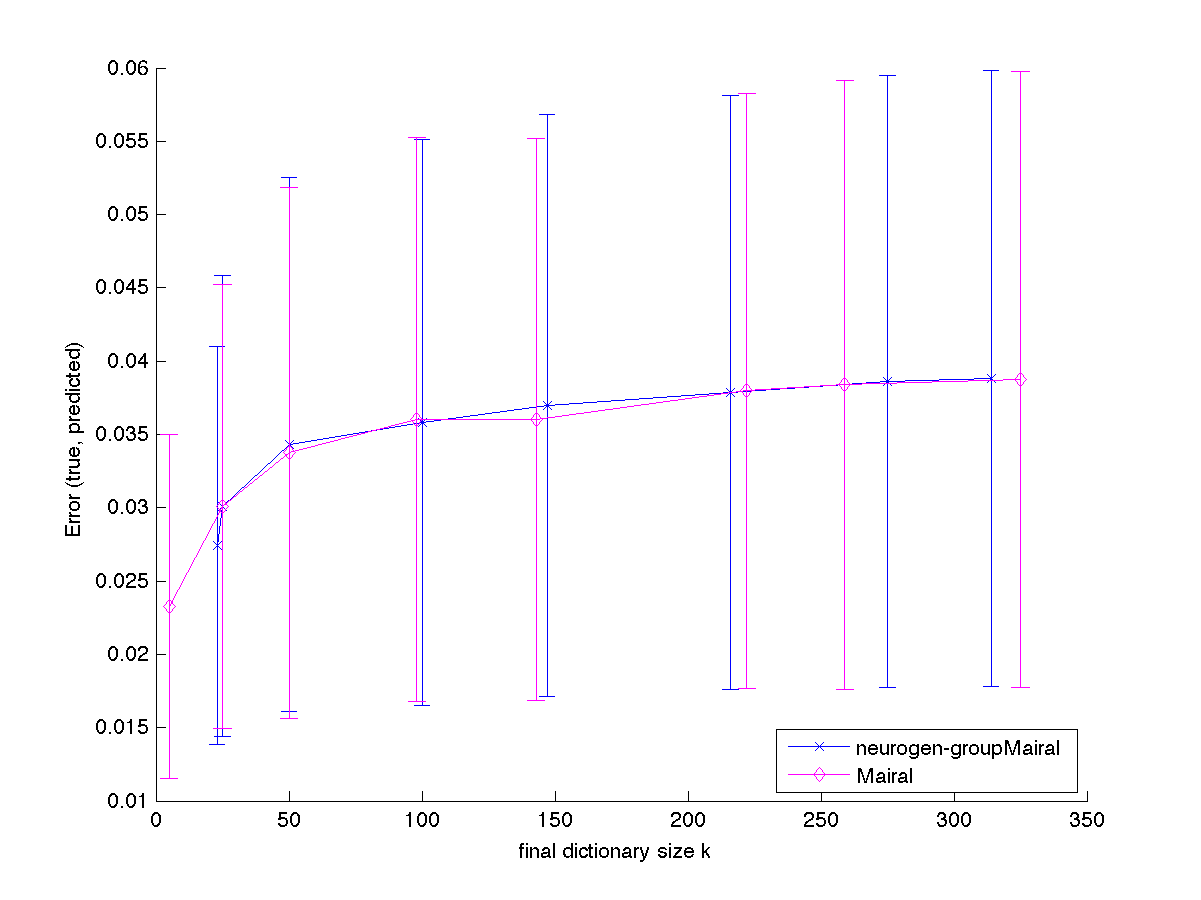 0.06
0.055
0.05
0.045
0.04
0.035
0.03
0.025
0.02
0.015
0.01
Error (true, predicted)
0 50 100 150 200 250 300 350
final dictionary size k
neurogen-groupMairal
Mairal